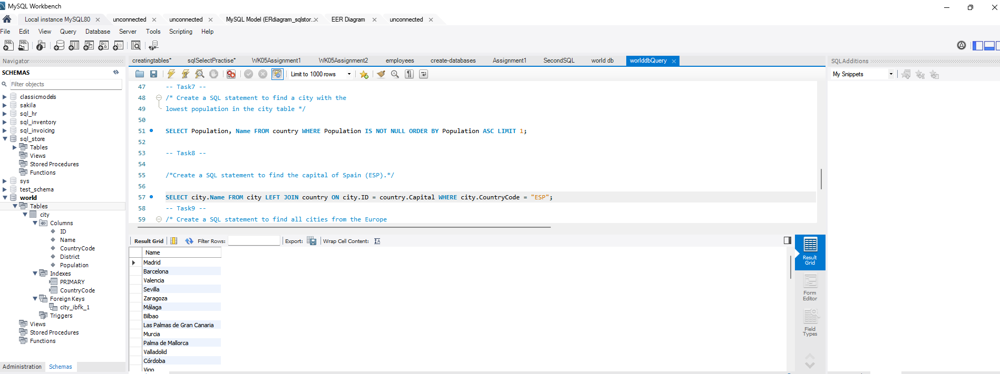 MySQL Workbench
Local instance MySQL80
unconnected
unconnected
MySQL Model (ERdiagram_sqlstor...
EER Diagram
unconnected
File Edit View Query Database Server Tools Scripting Help
Navigator
SCHEMAS
Filter objects
classicmodels
sakila
sql_hr
sql_inventory
sql_invoicing
sql_store
Tables
Views
Stored Procedures
Functions
sys
test_schema
world
Tables
city
Columns
ID
Name
CountryCode
District
Population
Indexes
PRIMARY
CountryCode
Foreign Keys
city_ibfk_1
Triggers
Views
Stored Procedures
Functions
Administration Schemas
creatingtables* sqlSelectPractise* WK05Assignment1 WK05Assignment2 employees create-databases Assignment1 SecondSQL world db worlddbQuery
Limit to 1000 rows
47 -- Task7 --
48 /* Create a SQL statement to find a city with the
49 lowest population in the city table */
50
51 SELECT Population, Name FROM country WHERE Population IS NOT NULL ORDER BY Population ASC LIMIT 1;
52
53 -- Task8 --
54
55 /*Create a SQL statement to find the capital of Spain (ESP).*/
56
57 SELECT city.Name FROM city LEFT JOIN country ON city.ID = country.Capital WHERE city.CountryCode = "ESP";
58 -- Task9 --
59 /* Create a SQL statement to find all cities from the Europe
Result Grid Filter Rows: Export: Wrap Cell Content:
Name
Madrid
Barcelona
Valencia
Sevilla
Zaragoza
Málaga
Bilbao
Las Palmas de Gran Canaria
Murcia
Palma de Mallorca
Valladolid
Córdoba
Vigo
Result
Grid
Form
Editor
Field
Types
SQLAdditions
My Snippets